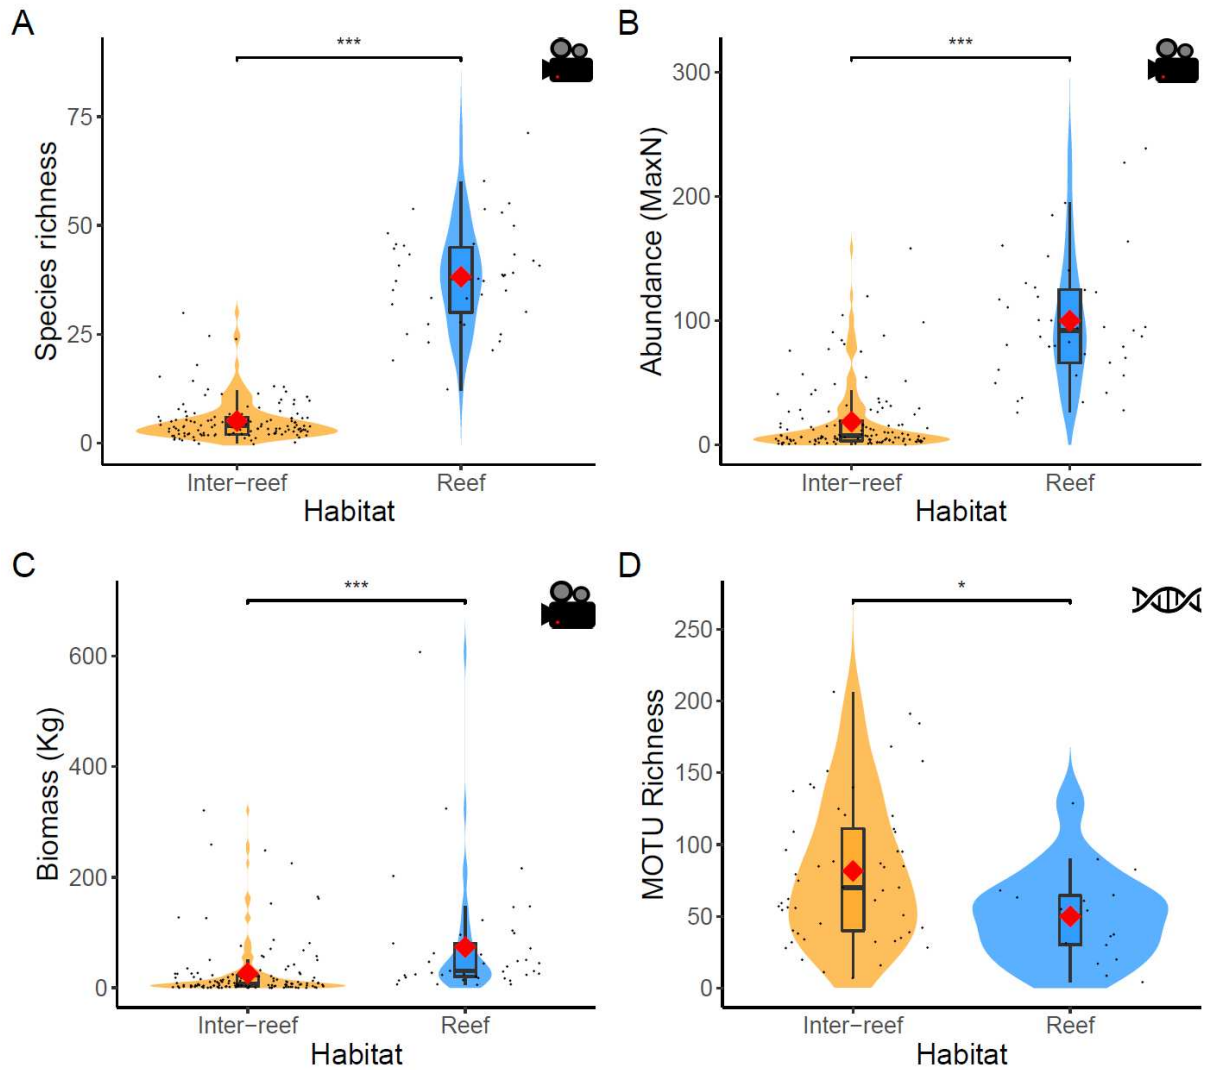 A
***
Species richness
75
50
25
0
Inter−reef
Reef
Habitat
B
***
Abundance (MaxN)
300
200
100
0
Inter−reef
Reef
Habitat
C
***
Biomass (Kg)
600
400
200
0
Inter−reef
Reef
Habitat
D
*
MOTU Richness
250
200
150
100
50
0
Inter−reef
Reef
Habitat